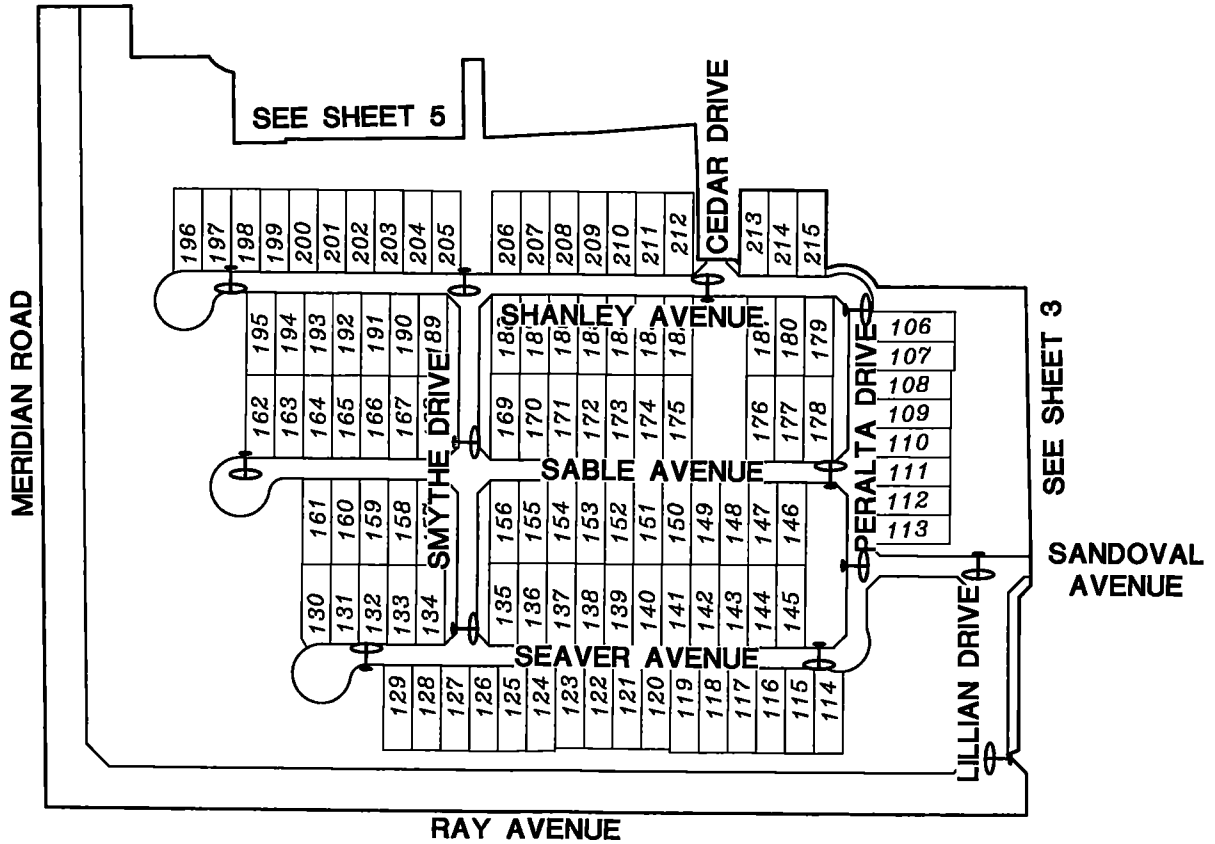 SEE SHEET 5
CEDAR DRIVE
196 197 198 199 200 201 202 203 204 205
206 207 208 209 210 211 212
213 214 215
SHANLEY AVENUE
MERIDIAN ROAD
195 194 193 192 191 190 189
180 179
SMYTHE DRIVE
PERALTA DRIVE
106
107
108
109
110
111
112
113
SEE SHEET 3
162 163 164 165 166 167
169 170 171 172 173 174 175
176 177 178
SABLE AVENUE
161 160 159 158
156 155 154 153 152 151 150 149 148 147 146
SANDOVAL
AVENUE
130 131 132 133 134
135 136 137 138 139 140 141 142 143 144 145
SEAVER AVENUE
LILLIAN DRIVE
129 128 127 126 125 124 123 122 121 120 119 118 117 116 115 114
RAY AVENUE